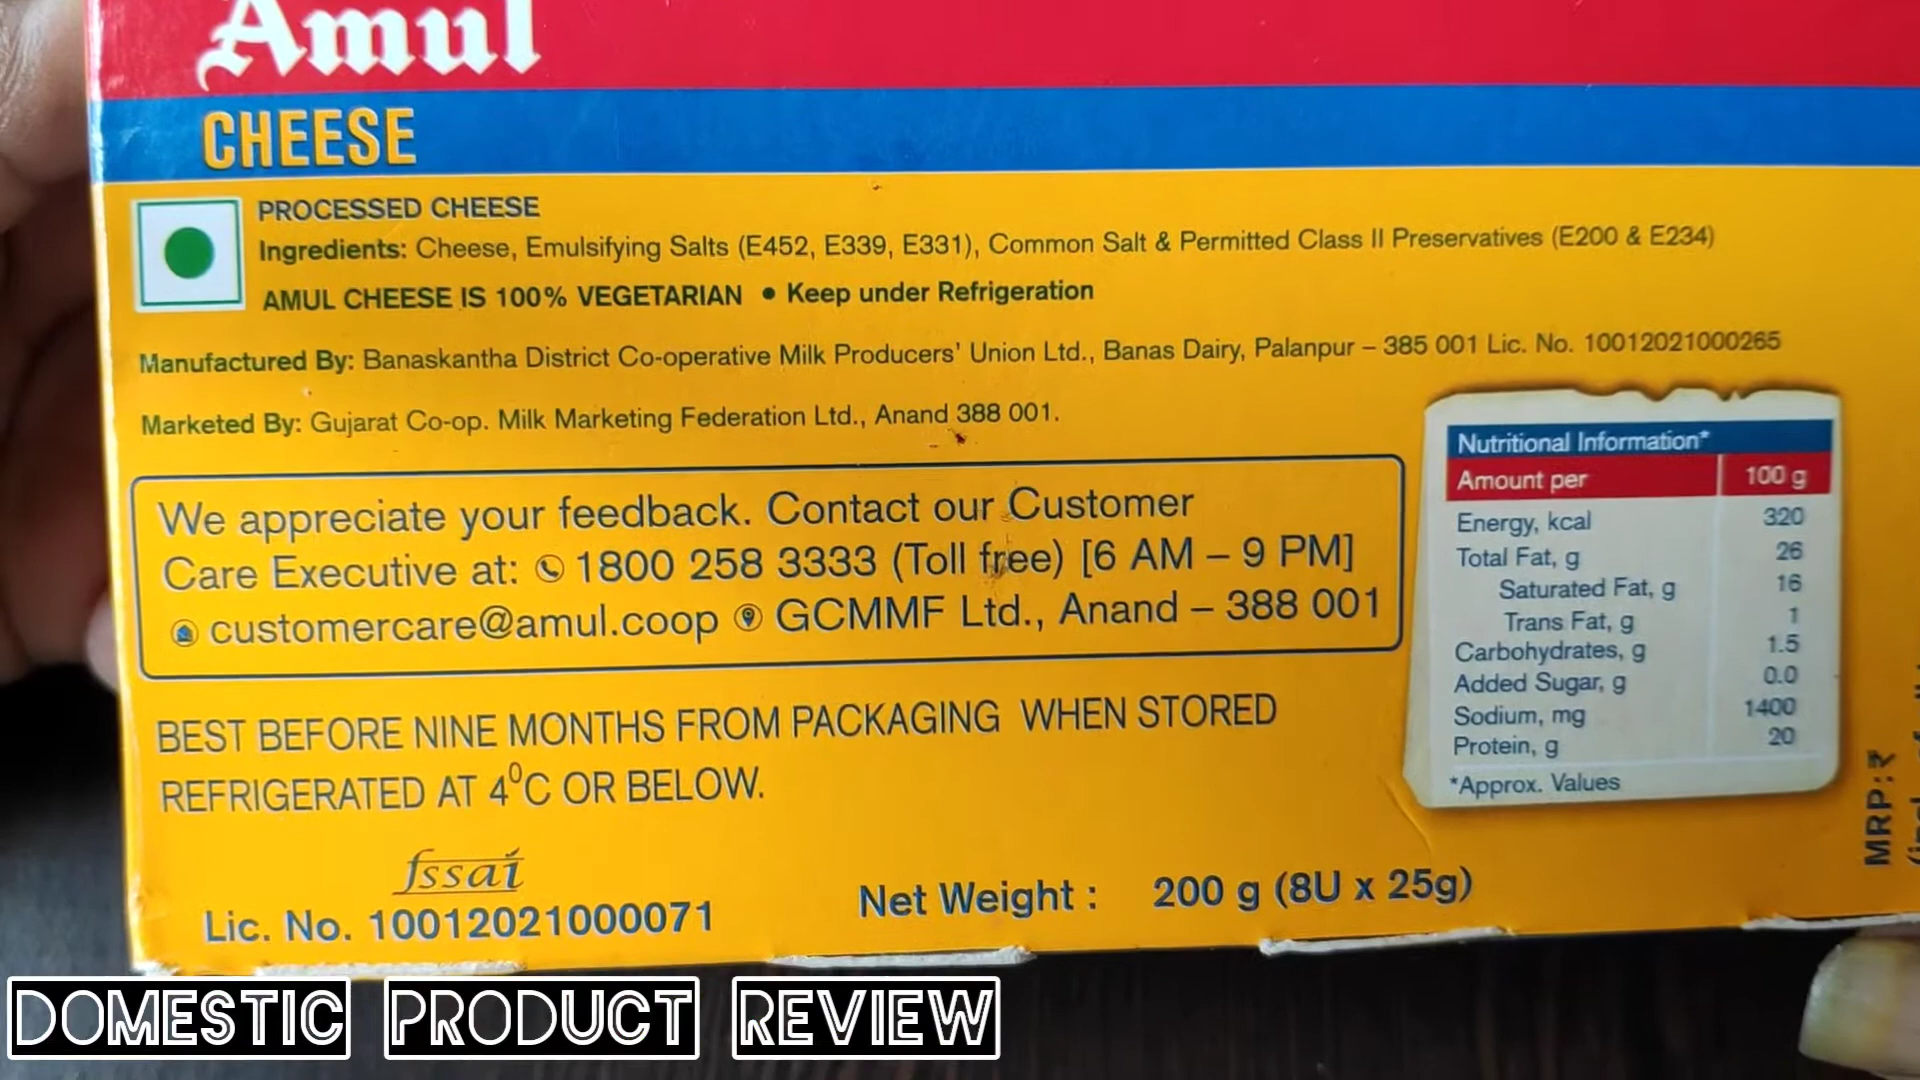 Amul
CHEESE
PROCESSED CHEESE
Ingredients: Cheese, Emulsifying Salts (E452, E339, E331), Common Salt & Permitted Class II Preservatives (E200 & E234)
AMUL CHEESE IS 100% VEGETARIAN • Keep under Refrigeration
Manufactured By: Banaskantha District Co-operative Milk Producers' Union Ltd., Banas Dairy, Palanpur – 385 001 Lic. No. 10012021000265
Marketed By: Gujarat Co-op. Milk Marketing Federation Ltd., Anand 388 001.
We appreciate your feedback. Contact our Customer
Care Executive at: 1800 258 3333 (Toll free) [6 AM – 9 PM]
customercare@amul.coop GCMMF Ltd., Anand – 388 001
BEST BEFORE NINE MONTHS FROM PACKAGING WHEN STORED
REFRIGERATED AT 4⁰C OR BELOW.
fssai
Lic. No. 10012021000071
Net Weight : 200 g (8U x 25g)
Nutritional Information*
Amount per 100 g
Energy, kcal 320
Total Fat, g 26
Saturated Fat, g 16
Trans Fat, g 1
Carbohydrates, g 1.5
Added Sugar, g 0.0
Sodium, mg 1400
Protein, g 20
*Approx. Values
MRP:₹
DOMESTIC PRODUCT REVIEW